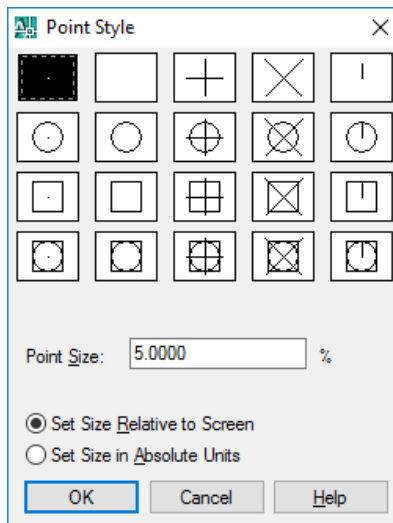 Point Style
Point Size: 5.0000 %
Set Size Relative to Screen
Set Size in Absolute Units
OK Cancel Help